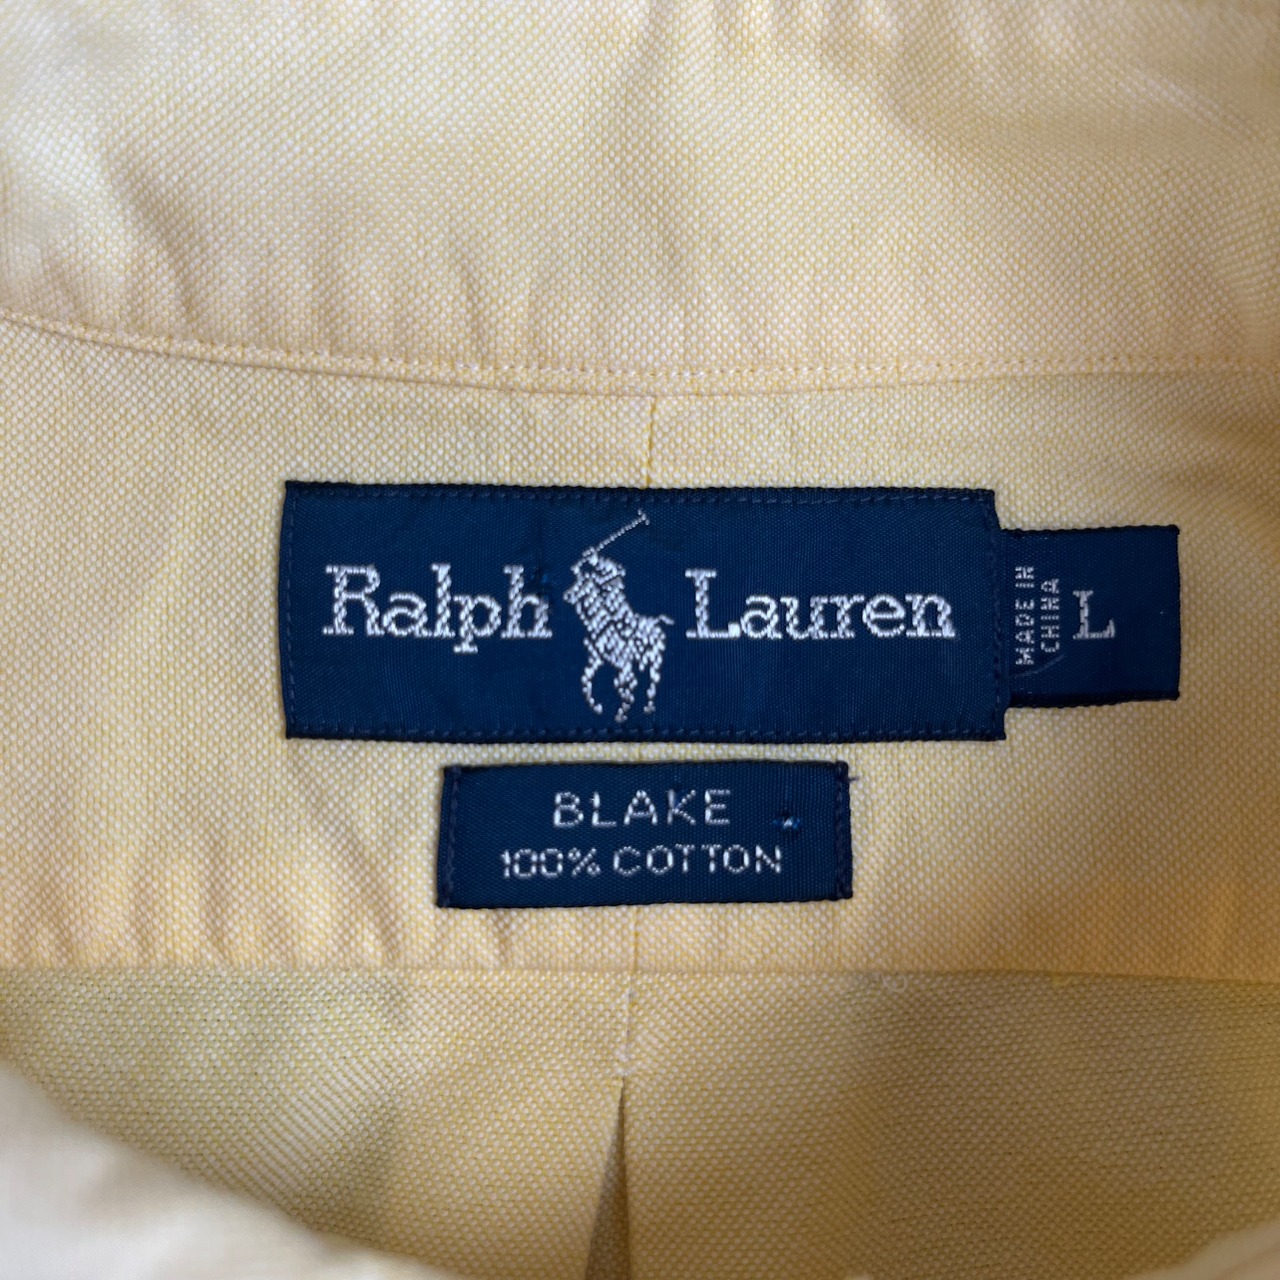 Ralph Lauren
MADE IN
CHINA
L
BLAKE
100% COTTON